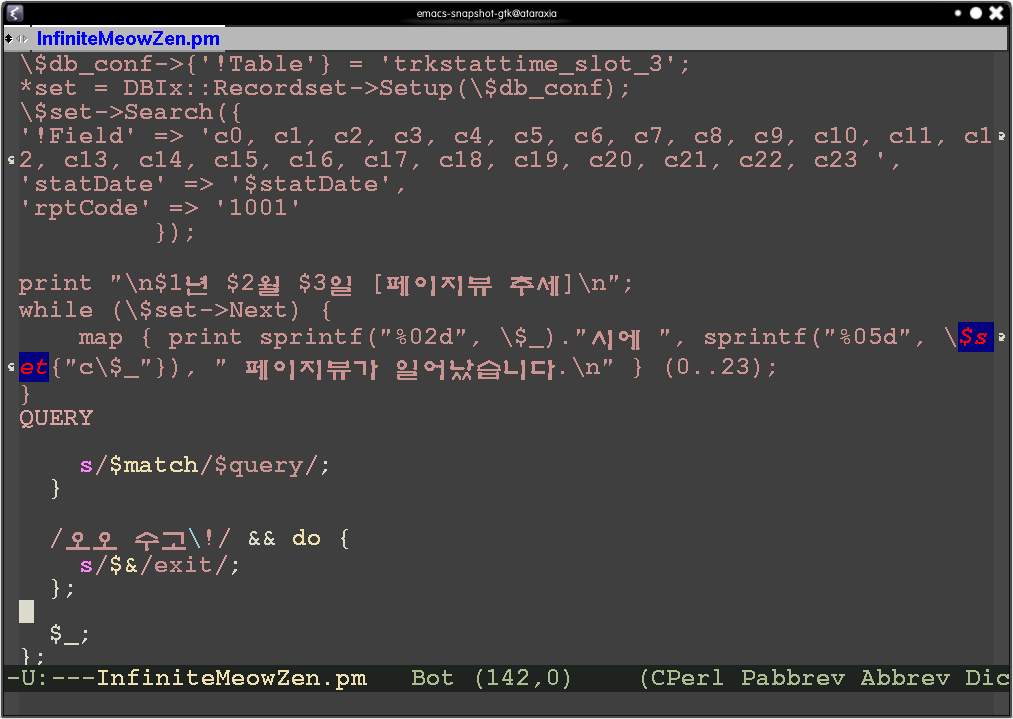 emacs-snapshot-gtk@ataraxia
InfiniteMeowZen.pm
\$db_conf->{'!Table'} = 'trkstattime_slot_3';
*set = DBIx::Recordset->Setup(\$db_conf);
\$set->Search({
'!Field' => 'c0, c1, c2, c3, c4, c5, c6, c7, c8, c9, c10, c11, c1
2, c13, c14, c15, c16, c17, c18, c19, c20, c21, c22, c23 ',
'statDate' => '$statDate',
'rptCode' => '1001'
         });
print "\n$1년 $2월 $3일 [페이지뷰 추세]\n";
while (\$set->Next) {
    map { print sprintf("%02d", \$_)."시에 ", sprintf("%05d", \$s
et{"c\$_"}), " 페이지뷰가 일어났습니다.\n" } (0..23);
}
QUERY
    s/$match/$query/;
  }
  /오오 수고\!/ && do {
    s/$&/exit/;
  };
  $_;
};
-U:---InfiniteMeowZen.pm   Bot (142,0)    (CPerl Pabbrev Abbrev Dic